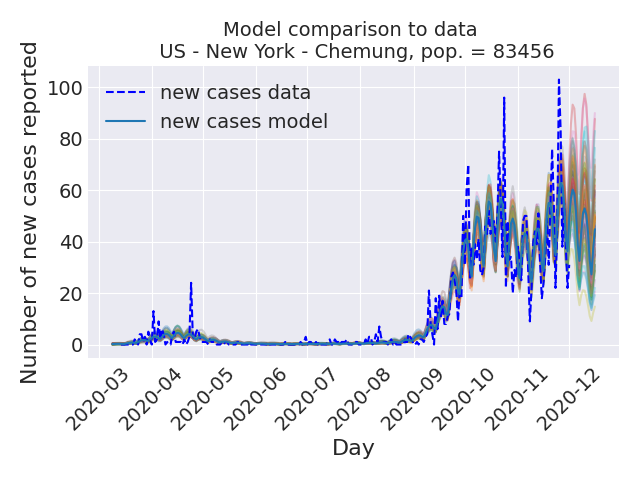 Model comparison to data
US - New York - Chemung, pop. = 83456
Number of new cases reported
100
80
60
40
20
0
new cases data
new cases model
2020-03
2020-04
2020-05
2020-06
2020-07
2020-08
2020-09
2020-10
2020-11
2020-12
Day